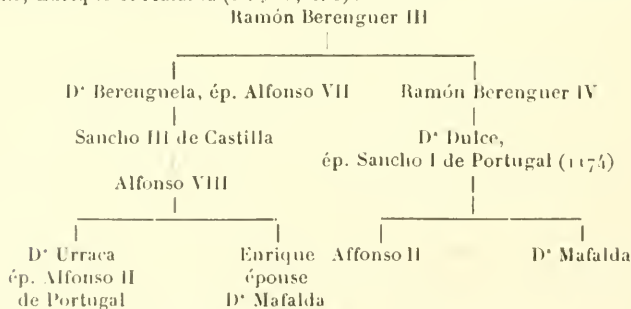 Ramón Berenguer III
Dª Berenguela, ép. Alfonso VII Ramón Berenguer IV
Sancho III de Castilla Dª Dulce,
ép. Sancho I de Portugal (1174)
Alfonso VIII
Dª Urraca Enrique Affonso II Dª Mafalda
ép. Alfonso II épouse
de Portugal Dª Mafalda